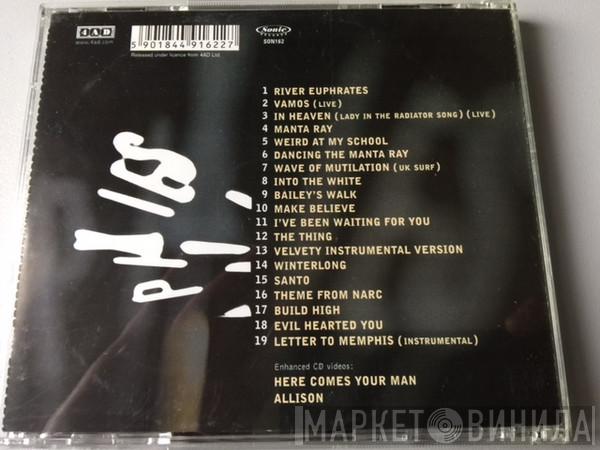 4AD
www.4ad.com
5 901844 916227
Released under licence from 4AD Ltd.
Sonic
RECORDS
SON162
1 RIVER EUPHRATES
2 VAMOS (LIVE)
3 IN HEAVEN (LADY IN THE RADIATOR SONG) (LIVE)
4 MANTA RAY
5 WEIRD AT MY SCHOOL
6 DANCING THE MANTA RAY
7 WAVE OF MUTILATION (UK SURF)
8 INTO THE WHITE
9 BAILEY'S WALK
10 MAKE BELIEVE
11 I'VE BEEN WAITING FOR YOU
12 THE THING
13 VELVETY INSTRUMENTAL VERSION
14 WINTERLONG
15 SANTO
16 THEME FROM NARC
17 BUILD HIGH
18 EVIL HEARTED YOU
19 LETTER TO MEMPHIS (INSTRUMENTAL)
Enhanced CD videos:
HERE COMES YOUR MAN
ALLISON
МАРКЕТ ВИНИЛА